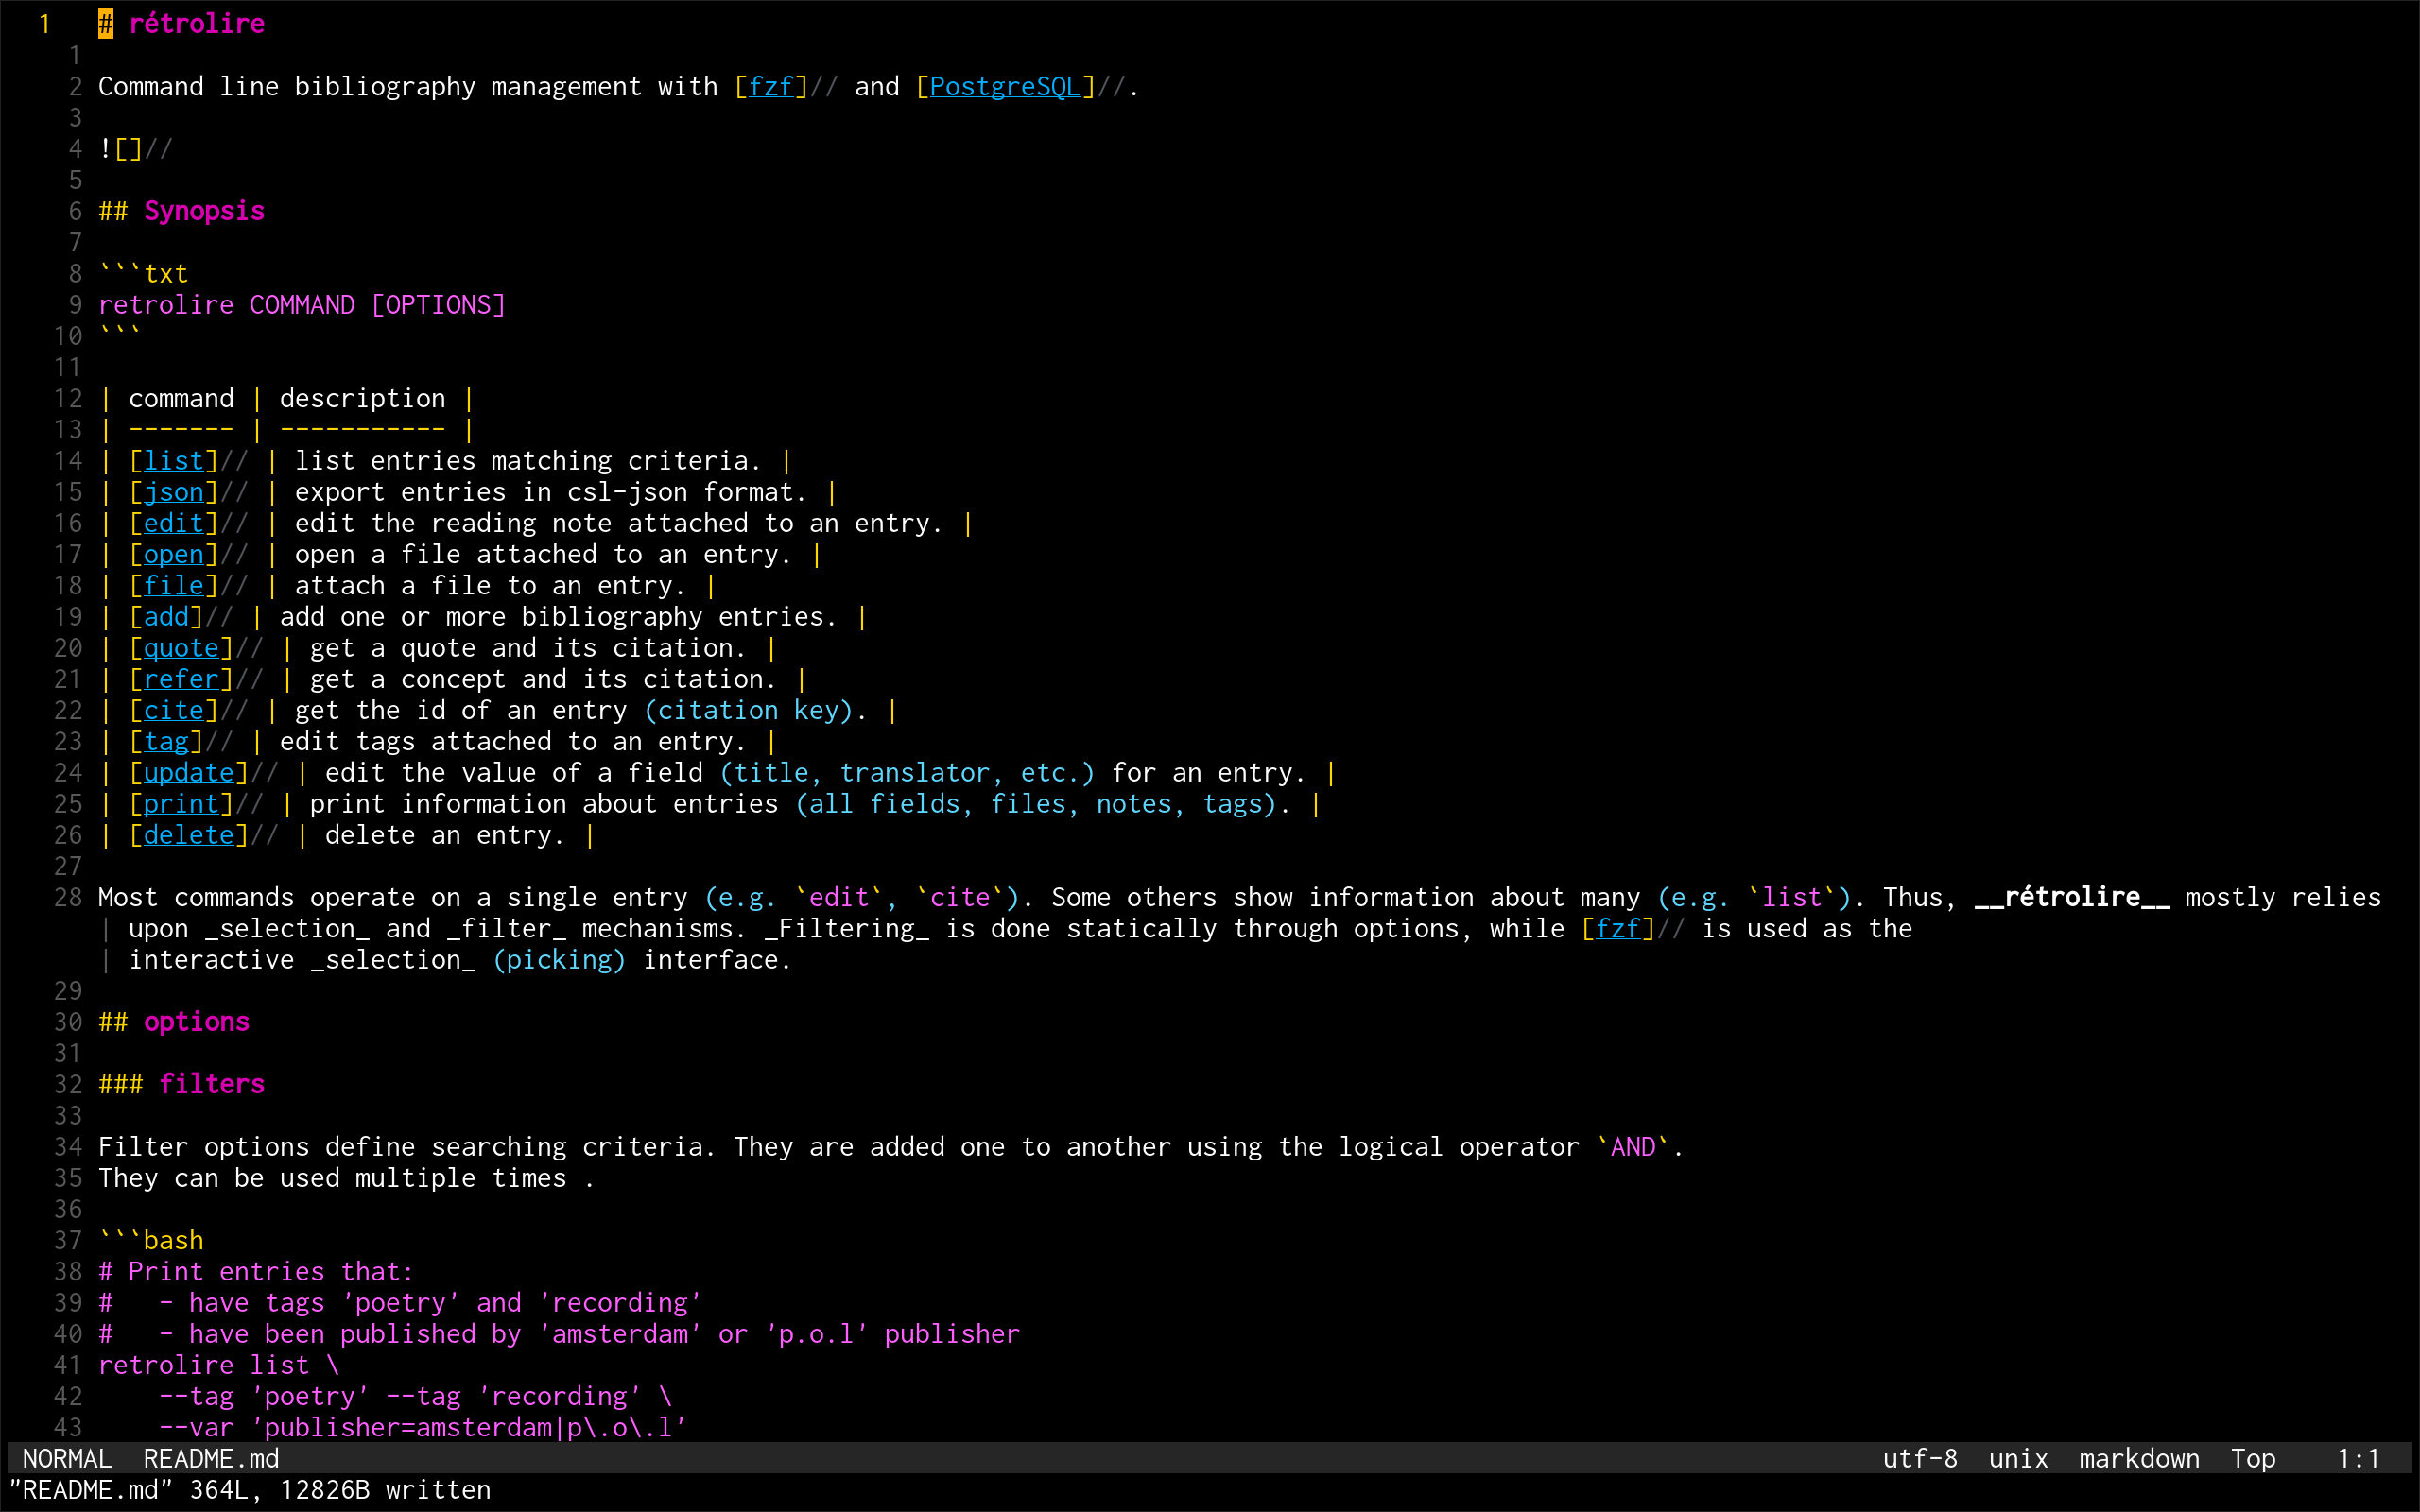 1   # rétrolire
  1
  2 Command line bibliography management with [fzf]// and [PostgreSQL]//.
  3
  4 ![]//
  5
  6 ## Synopsis
  7
  8 ```txt
  9 retrolire COMMAND [OPTIONS]
 10 ```
 11
 12 | command | description |
 13 | ------- | ----------- |
 14 | [list]// | list entries matching criteria. |
 15 | [json]// | export entries in csl-json format. |
 16 | [edit]// | edit the reading note attached to an entry. |
 17 | [open]// | open a file attached to an entry. |
 18 | [file]// | attach a file to an entry. |
 19 | [add]// | add one or more bibliography entries. |
 20 | [quote]// | get a quote and its citation. |
 21 | [refer]// | get a concept and its citation. |
 22 | [cite]// | get the id of an entry (citation key). |
 23 | [tag]// | edit tags attached to an entry. |
 24 | [update]// | edit the value of a field (title, translator, etc.) for an entry. |
 25 | [print]// | print information about entries (all fields, files, notes, tags). |
 26 | [delete]// | delete an entry. |
 27
 28 Most commands operate on a single entry (e.g. `edit`, `cite`). Some others show information about many (e.g. `list`). Thus, __rétrolire__ mostly relies
    | upon _selection_ and _filter_ mechanisms. _Filtering_ is done statically through options, while [fzf]// is used as the
    | interactive _selection_ (picking) interface.
 29
 30 ## options
 31
 32 ### filters
 33
 34 Filter options define searching criteria. They are added one to another using the logical operator `AND`.
 35 They can be used multiple times .
 36
 37 ```bash
 38 # Print entries that:
 39 #   - have tags 'poetry' and 'recording'
 40 #   - have been published by 'amsterdam' or 'p.o.l' publisher
 41 retrolire list \
 42     --tag 'poetry' --tag 'recording' \
 43     --var 'publisher=amsterdam|p\.o\.l'
NORMAL  README.md  utf-8  unix  markdown  Top  1:1
"README.md" 364L, 12826B written